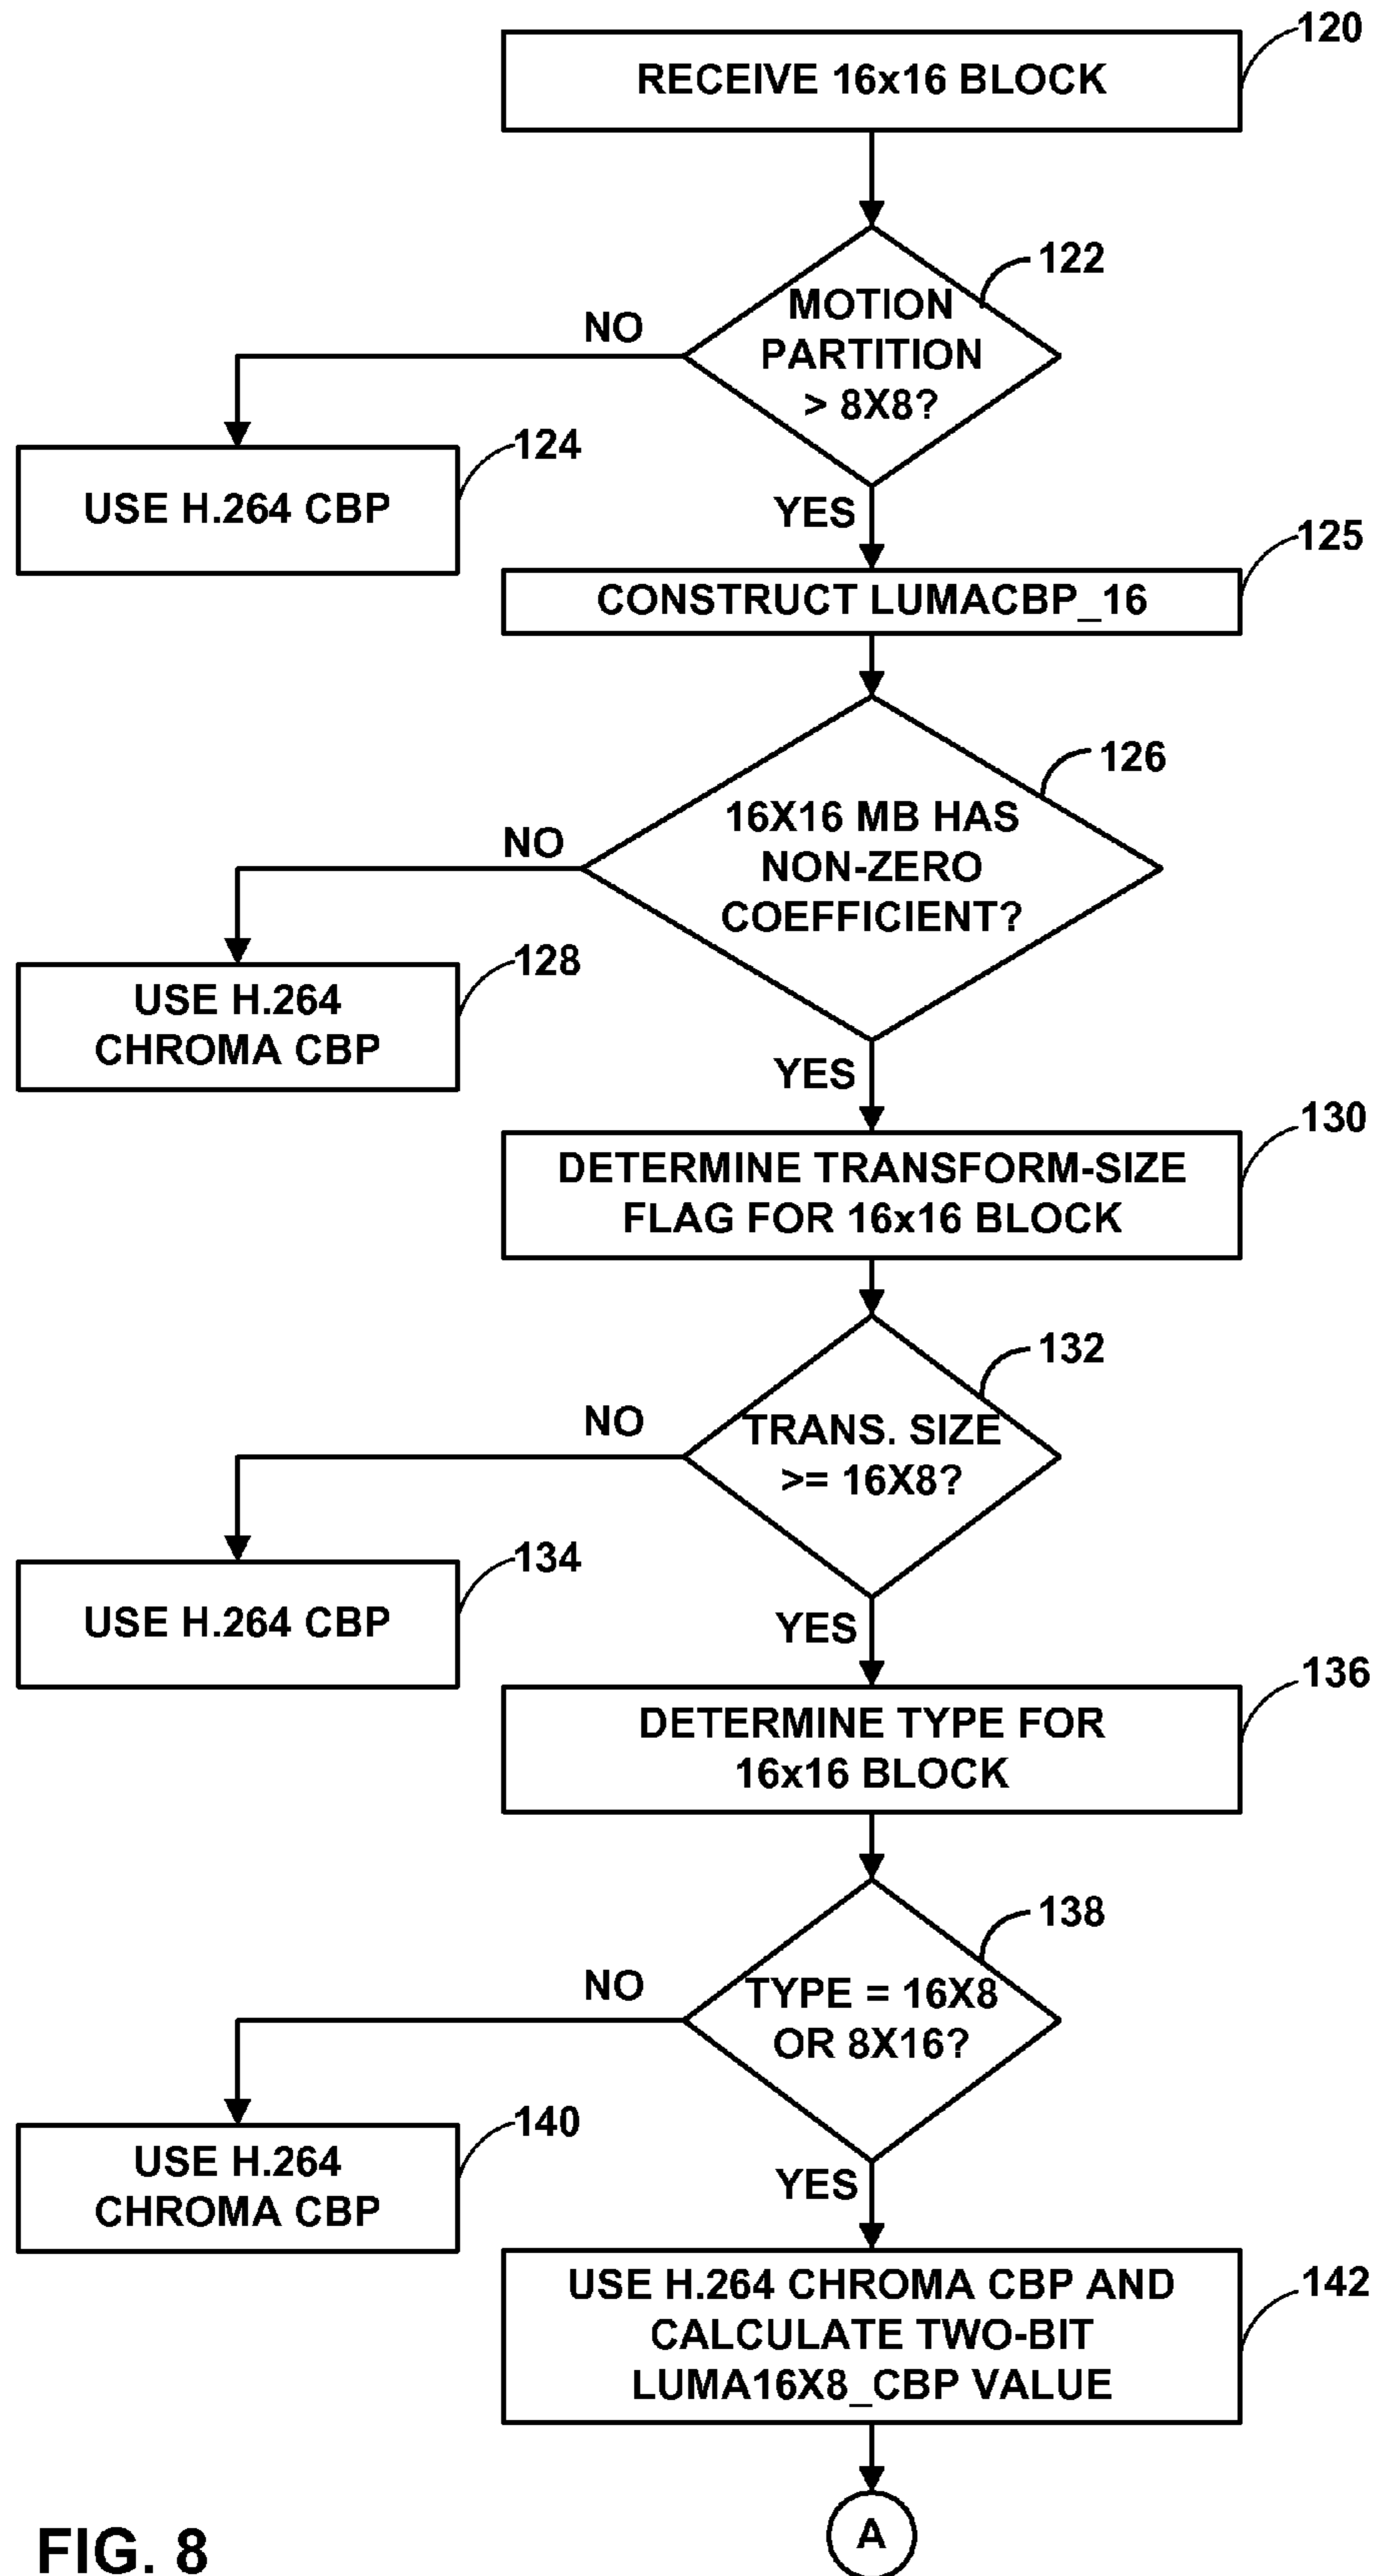 120
RECEIVE 16x16 BLOCK
122
MOTION
PARTITION
> 8X8?
NO
124
USE H.264 CBP
YES
125
CONSTRUCT LUMACBP_16
126
16X16 MB HAS
NON-ZERO
COEFFICIENT?
NO
128
USE H.264
CHROMA CBP
YES
130
DETERMINE TRANSFORM-SIZE
FLAG FOR 16x16 BLOCK
132
TRANS. SIZE
>= 16X8?
NO
134
USE H.264 CBP
YES
136
DETERMINE TYPE FOR
16x16 BLOCK
138
TYPE = 16X8
OR 8X16?
NO
140
USE H.264
CHROMA CBP
YES
142
USE H.264 CHROMA CBP AND
CALCULATE TWO-BIT
LUMA16X8_CBP VALUE
A
FIG. 8